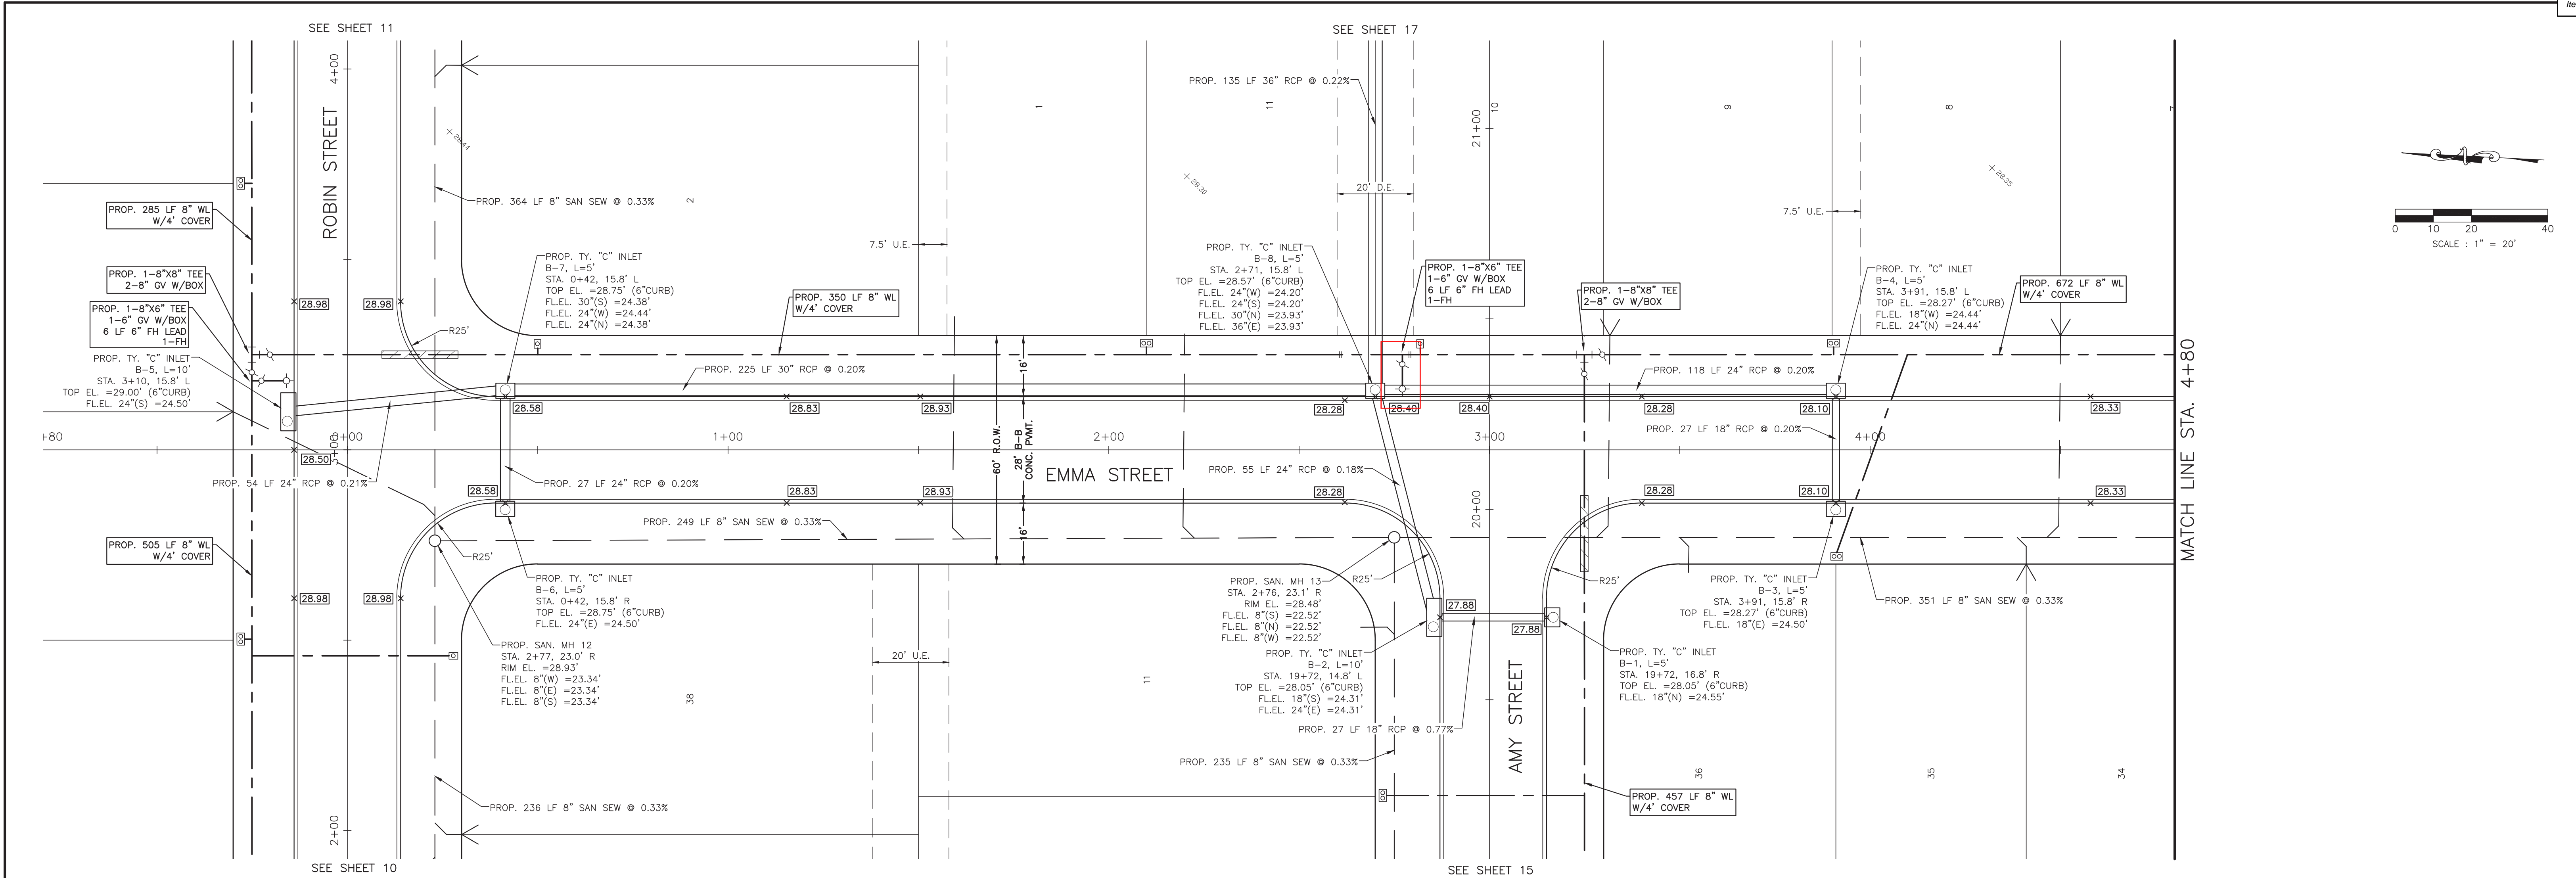 Ite
SEE SHEET 11
SEE SHEET 17
ROBIN STREET
4+00
28.44
PROP. 364 LF 8" SAN SEW @ 0.33%
2
1
11
28.30
PROP. 135 LF 36" RCP @ 0.22%
20' D.E.
21+00
10
9
8
7
28.35
7.5' U.E.
7.5' U.E.
0 10 20 40
SCALE : 1" = 20'
PROP. 285 LF 8" WL
W/4' COVER
PROP. 1-8"X8" TEE
2-8" GV W/BOX
PROP. 1-8"X6" TEE
1-6" GV W/BOX
6 LF 6" FH LEAD
1-FH
PROP. TY. "C" INLET
B-5, L=10'
STA. 3+10, 15.8' L
TOP EL. =29.00' (6"CURB)
FL.EL. 24"(S) =24.50'
28.98
28.98
R25'
PROP. TY. "C" INLET
B-7, L=5'
STA. 0+42, 15.8' L
TOP EL. =28.75' (6"CURB)
FL.EL. 30"(S) =24.38'
FL.EL. 24"(W) =24.44'
FL.EL. 24"(N) =24.38'
PROP. 350 LF 8" WL
W/4' COVER
PROP. TY. "C" INLET
B-8, L=5'
STA. 2+71, 15.8' L
TOP EL. =28.57' (6"CURB)
FL.EL. 24"(W) =24.20'
FL.EL. 24"(S) =24.20'
FL.EL. 30"(N) =23.93'
FL.EL. 36"(E) =23.93'
PROP. 1-8"X6" TEE
1-6" GV W/BOX
6 LF 6" FH LEAD
1-FH
PROP. 1-8"X8" TEE
2-8" GV W/BOX
PROP. TY. "C" INLET
B-4, L=5'
STA. 3+91, 15.8' L
TOP EL. =28.27' (6"CURB)
FL.EL. 18"(W) =24.44'
FL.EL. 24"(N) =24.44'
PROP. 672 LF 8" WL
W/4' COVER
16'
PROP. 225 LF 30" RCP @ 0.20%
PROP. 118 LF 24" RCP @ 0.20%
28.58
28.83
28.93
28.28
28.40
28.40
28.28
28.10
28.33
+80
0+00
1+00
2+00
3+00
4+00
5+00
28.50
60' R.O.W.
28' B-B
CONC. PVMT.
EMMA STREET
PROP. 27 LF 18" RCP @ 0.20%
PROP. 54 LF 24" RCP @ 0.21%
PROP. 27 LF 24" RCP @ 0.20%
PROP. 55 LF 24" RCP @ 0.18%
28.58
28.83
28.93
28.28
28.28
28.10
28.33
MATCH LINE STA. 4+80
PROP. 505 LF 8" WL
W/4' COVER
PROP. 249 LF 8" SAN SEW @ 0.33%
16'
20+00
R25'
28.98
28.98
PROP. TY. "C" INLET
B-6, L=5'
STA. 0+42, 15.8' R
TOP EL. =28.75' (6"CURB)
FL.EL. 24"(E) =24.50'
PROP. SAN. MH 13
STA. 2+76, 23.1' R
RIM EL. =28.48'
FL.EL. 8"(S) =22.52'
FL.EL. 8"(N) =22.52'
FL.EL. 8"(W) =22.52'
R25'
R25'
27.88
27.88
PROP. TY. "C" INLET
B-3, L=5'
STA. 3+91, 15.8' R
TOP EL. =28.27' (6"CURB)
FL.EL. 18"(E) =24.50'
PROP. 351 LF 8" SAN SEW @ 0.33%
PROP. SAN. MH 12
STA. 2+77, 23.0' R
RIM EL. =28.93'
FL.EL. 8"(W) =23.34'
FL.EL. 8"(E) =23.34'
FL.EL. 8"(S) =23.34'
20' U.E.
PROP. TY. "C" INLET
B-2, L=10'
STA. 19+72, 14.8' L
TOP EL. =28.05' (6"CURB)
FL.EL. 18"(S) =24.31'
FL.EL. 24"(E) =24.31'
PROP. TY. "C" INLET
B-1, L=5'
STA. 19+72, 16.8' R
TOP EL. =28.05' (6"CURB)
FL.EL. 18"(N) =24.55'
38
11
AMY STREET
PROP. 27 LF 18" RCP @ 0.77%
PROP. 235 LF 8" SAN SEW @ 0.33%
36
35
34
PROP. 236 LF 8" SAN SEW @ 0.33%
PROP. 457 LF 8" WL
W/4' COVER
2+00
SEE SHEET 10
SEE SHEET 15